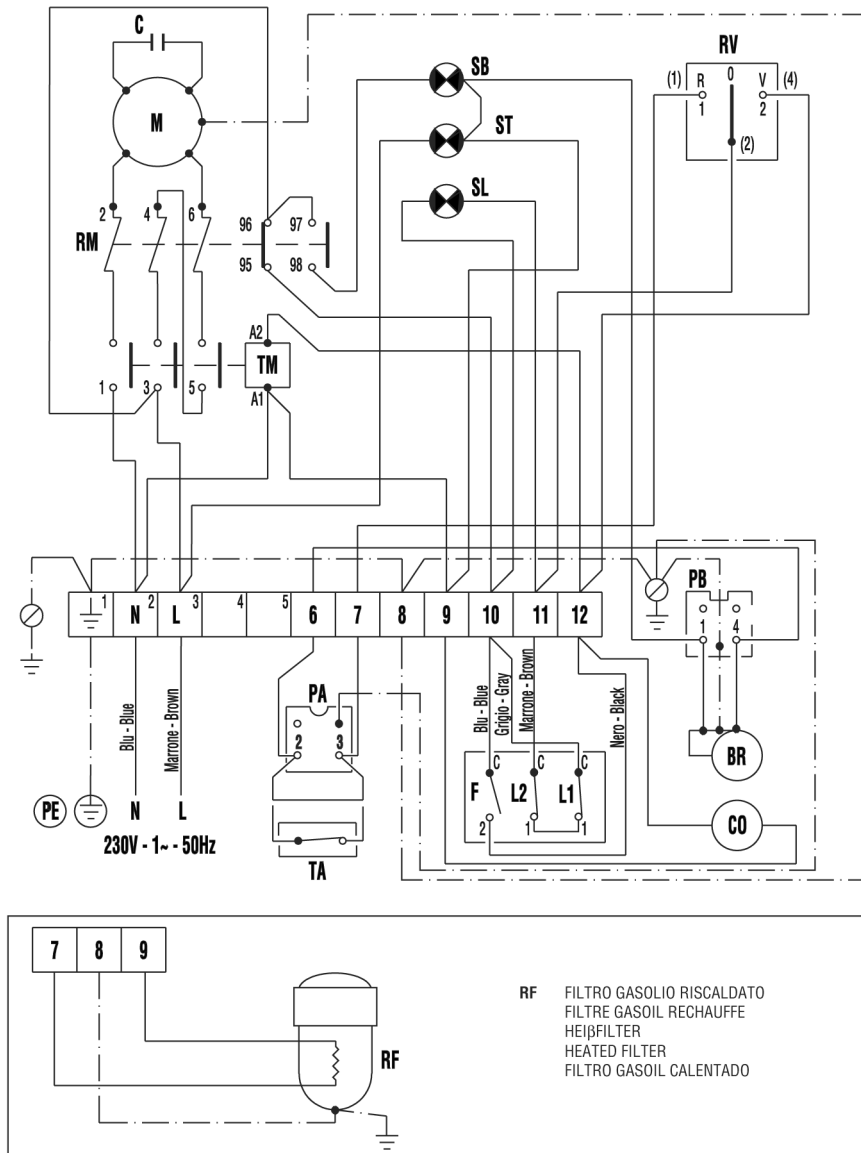 C
SB
RV
(1) R 0 V (4)
1 2
M
ST
(2)
SL
2 4 6
96 97
RM
95 98
A2
TM
1 3 5
A1
PB
1 2 3 4 5
N L 6 7 8 9 10 11 12
1 4
Blu - Blue
Marrone - Brown
PA
2 3
Blu - Blue
Grigio - Gray
Marrone - Brown
Nero - Black
BR
C C C
F L2 L1
2 1 1
PE N L
CO
230V - 1~ - 50Hz
TA
7 8 9
RF
RF FILTRO GASOLIO RISCALDATO
FILTRE GASOIL RECHAUFFE
HEIβFILTER
HEATED FILTER
FILTRO GASOIL CALENTADO